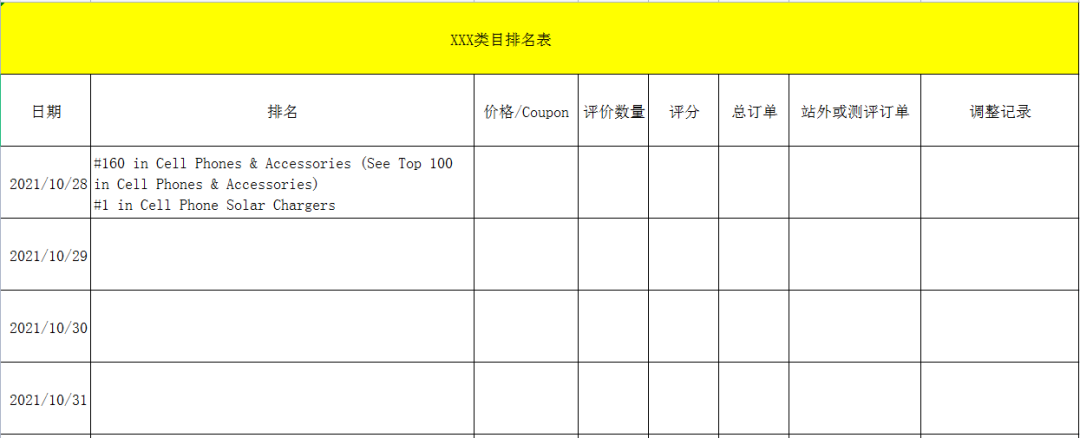 XXX类目排名表
日期 排名 价格/Coupon 评价数量 评分 总订单 站外或测评订单 调整记录
#160 in Cell Phones & Accessories (See Top 100
2021/10/28 in Cell Phones & Accessories)
#1 in Cell Phone Solar Chargers
2021/10/29
2021/10/30
2021/10/31